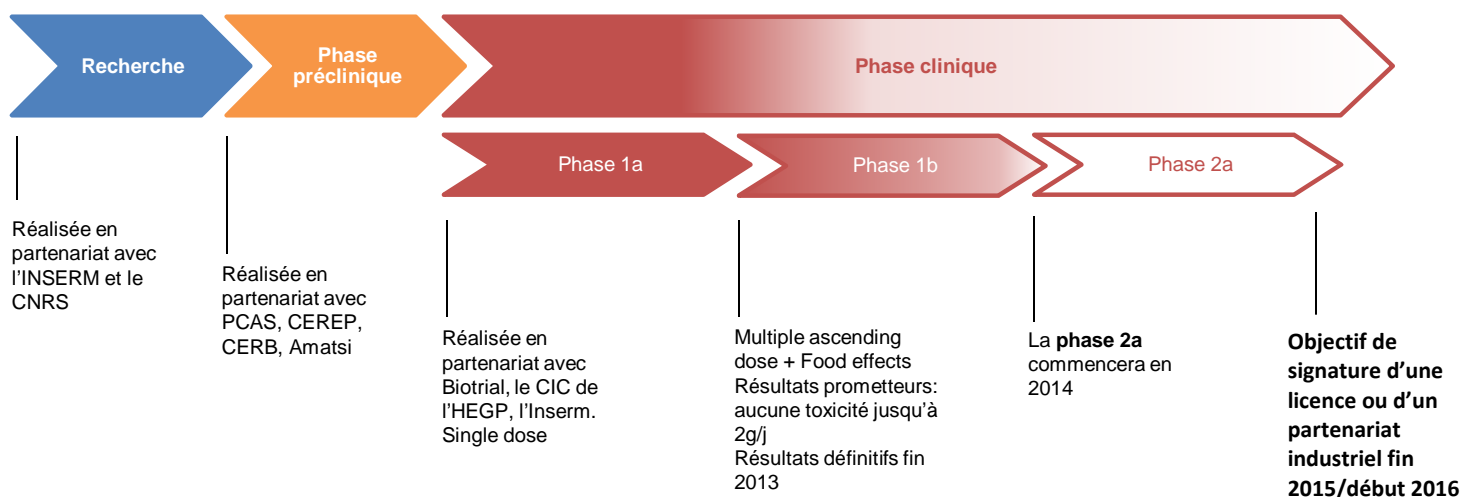 Recherche
Phase
préclinique
Phase clinique
Phase 1a
Phase 1b
Phase 2a
Réalisée en
partenariat avec
l'INSERM et le
CNRS
Réalisée en
partenariat avec
PCAS, CEREP,
CERB, Amatsi
Réalisée en
partenariat avec
Biotrial, le CIC de
l'HEGP, l'Inserm.
Single dose
Multiple ascending
dose + Food effects
Résultats prometteurs:
aucune toxicité jusqu'à
2g/j
Résultats définitifs fin
2013
La phase 2a
commencera en
2014
Objectif de
signature d'une
licence ou d'un
partenariat
industriel fin
2015/début 2016